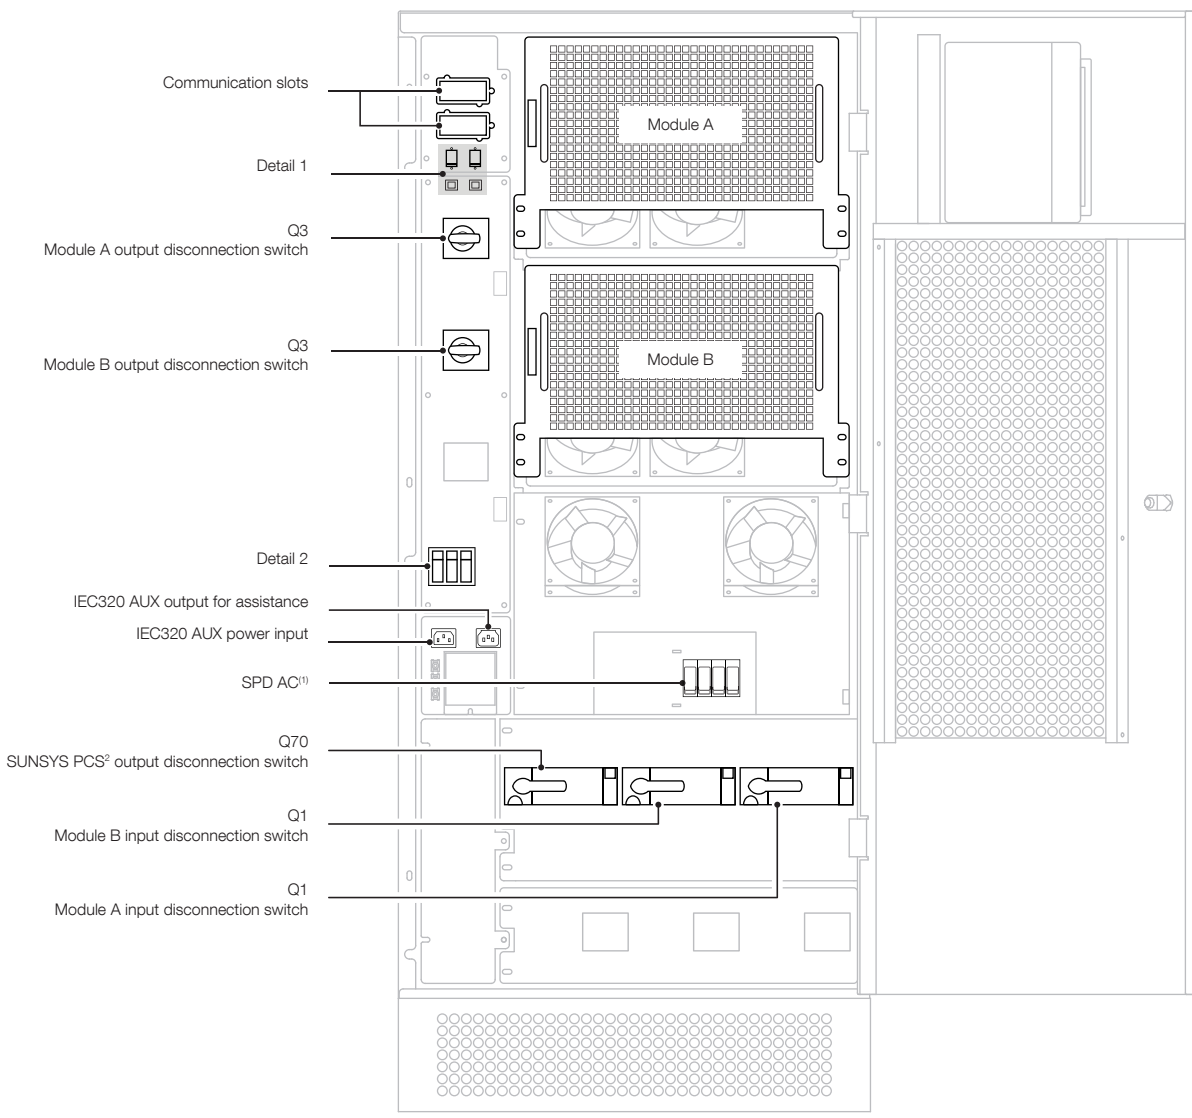 Communication slots
Module A
Detail 1
Q3
Module A output disconnection switch
Q3
Module B output disconnection switch
Module B
Detail 2
IEC320 AUX output for assistance
IEC320 AUX power input
SPD AC(1)
Q70
SUNSYS PCS² output disconnection switch
Q1
Module B input disconnection switch
Q1
Module A input disconnection switch